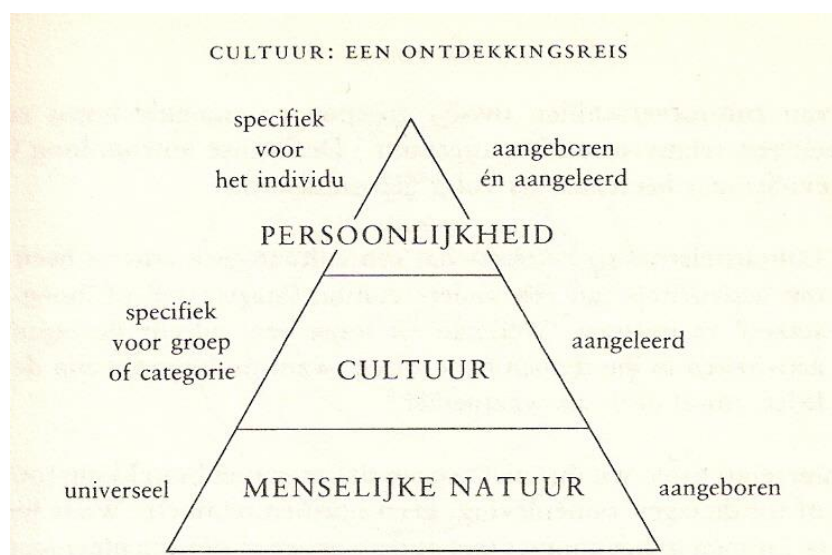 CULTUUR: EEN ONTDEKKINGSREIS
specifiek
voor
het individu
aangeboren
én aangeleerd
PERSOONLIJKHEID
specifiek
voor groep
of categorie
CULTUUR
aangeleerd
universeel
MENSELIJKE NATUUR
aangeboren